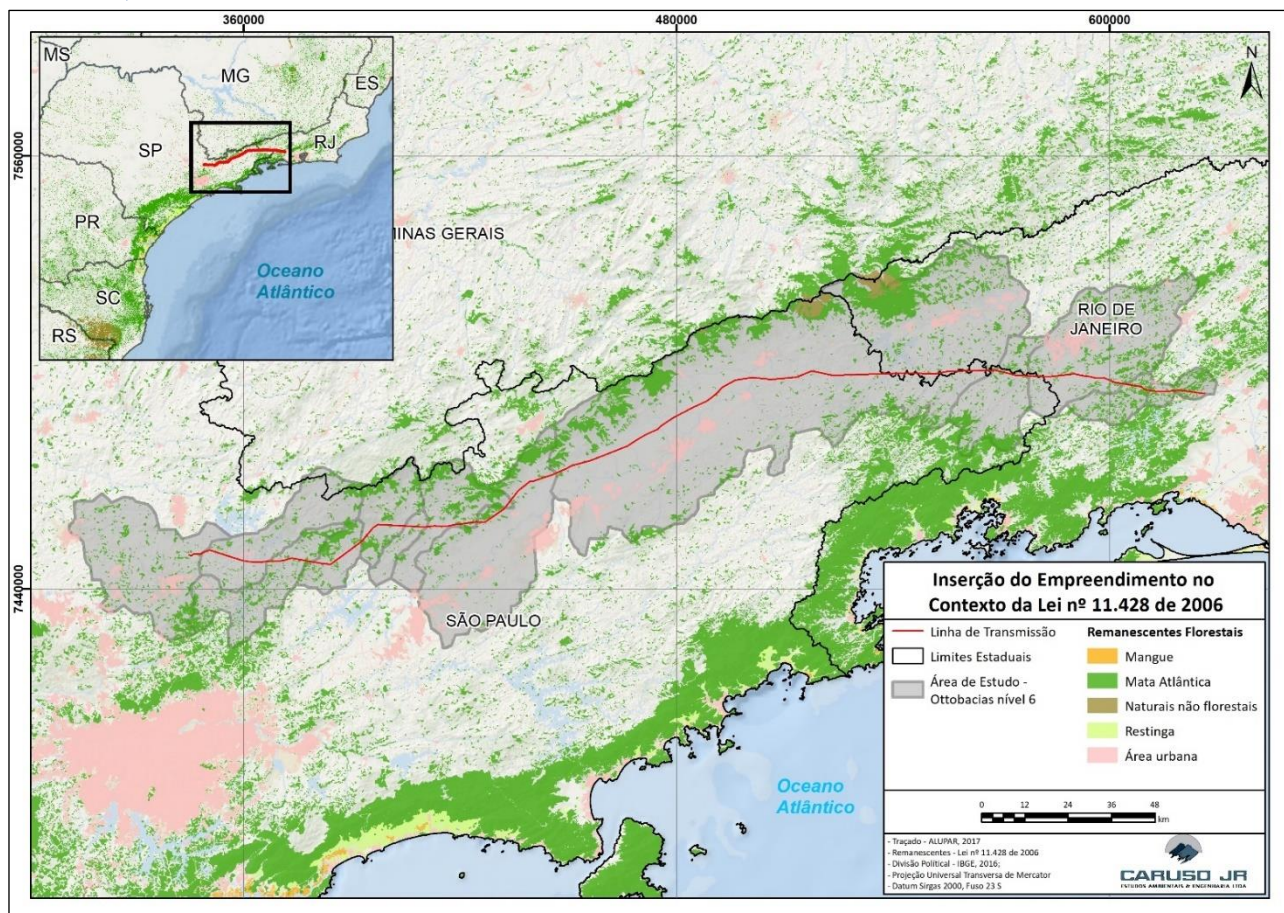 360000
480000
600000
7560000
7440000
N
MS
MG
ES
SP
RJ
PR
SC
RS
Oceano
Atlântico
MINAS GERAIS
RIO DE
JANEIRO
SÃO PAULO
Oceano
Atlântico
Inserção do Empreendimento no
Contexto da Lei nº 11.428 de 2006
Linha de Transmissão
Limites Estaduais
Área de Estudo -
Ottobacias nível 6
Remanescentes Florestais
Mangue
Mata Atlântica
Naturais não florestais
Restinga
Área urbana
0 12 24 36 48
km
- Traçado - ALUPAR, 2017
- Remanescentes - Lei nº 11.428 de 2006
- Divisão Political - IBGE, 2016;
- Projeção Universal Transversa de Mercator
- Datum Sirgas 2000, Fuso 23 S
CARUSO JR
ESTUDOS AMBIENTAIS & ENGENHARIA LTDA